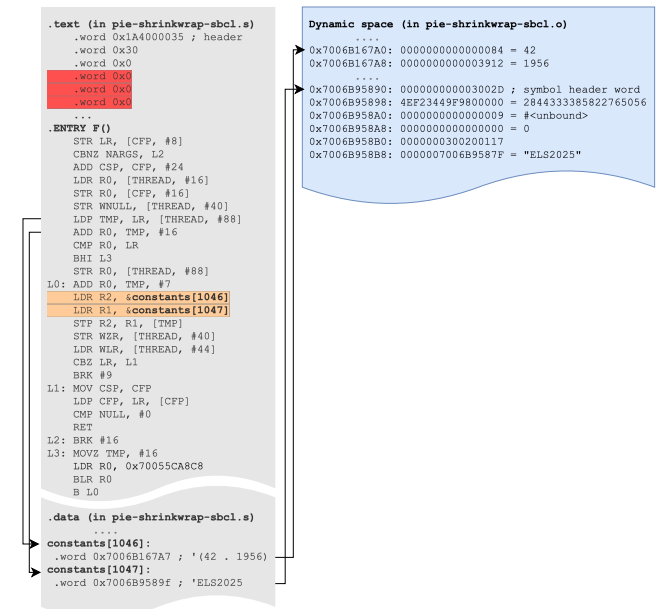 .text (in pie-shrinkwrap-sbcl.s)
.word 0x1A4000035 ; header
.word 0x30
.word 0x0
.word 0x0
.word 0x0
.word 0x0
...
.ENTRY F()
STR LR, [CFP, #8]
CBNZ NARGS, L2
ADD CSP, CFP, #24
LDR R0, [THREAD, #16]
STR R0, [CFP, #16]
STR WNULL, [THREAD, #40]
LDP TMP, LR, [THREAD, #88]
ADD R0, TMP, #16
CMP R0, LR
BHI L3
STR R0, [THREAD, #88]
L0: ADD R0, TMP, #7
LDR R2, &constants[1046]
LDR R1, &constants[1047]
STP R2, R1, [TMP]
STR WZR, [THREAD, #40]
LDR WLR, [THREAD, #44]
CBZ LR, L1
BRK #9
L1: MOV CSP, CFP
LDP CFP, LR, [CFP]
CMP NULL, #0
RET
L2: BRK #16
L3: MOVZ TMP, #16
LDR R0, 0x70055CA8C8
BLR R0
B L0
.data (in pie-shrinkwrap-sbcl.s)
....
constants[1046]:
.word 0x7006B167A7 ; '(42 . 1956)
constants[1047]:
.word 0x7006B9589f ; 'ELS2025
Dynamic space (in pie-shrinkwrap-sbcl.o)
....
0x7006B167A0: 0000000000000084 = 42
0x7006B167A8: 0000000000003912 = 1956
....
0x7006B95890: 000000000003002D ; symbol header word
0x7006B95898: 4EF23449F9800000 = 2844333385822765056
0x7006B958A0: 0000000000000009 = #<unbound>
0x7006B958A8: 0000000000000000 = 0
0x7006B958B0: 0000000300200117
0x7006B958B8: 0000007006B9587F = "ELS2025"